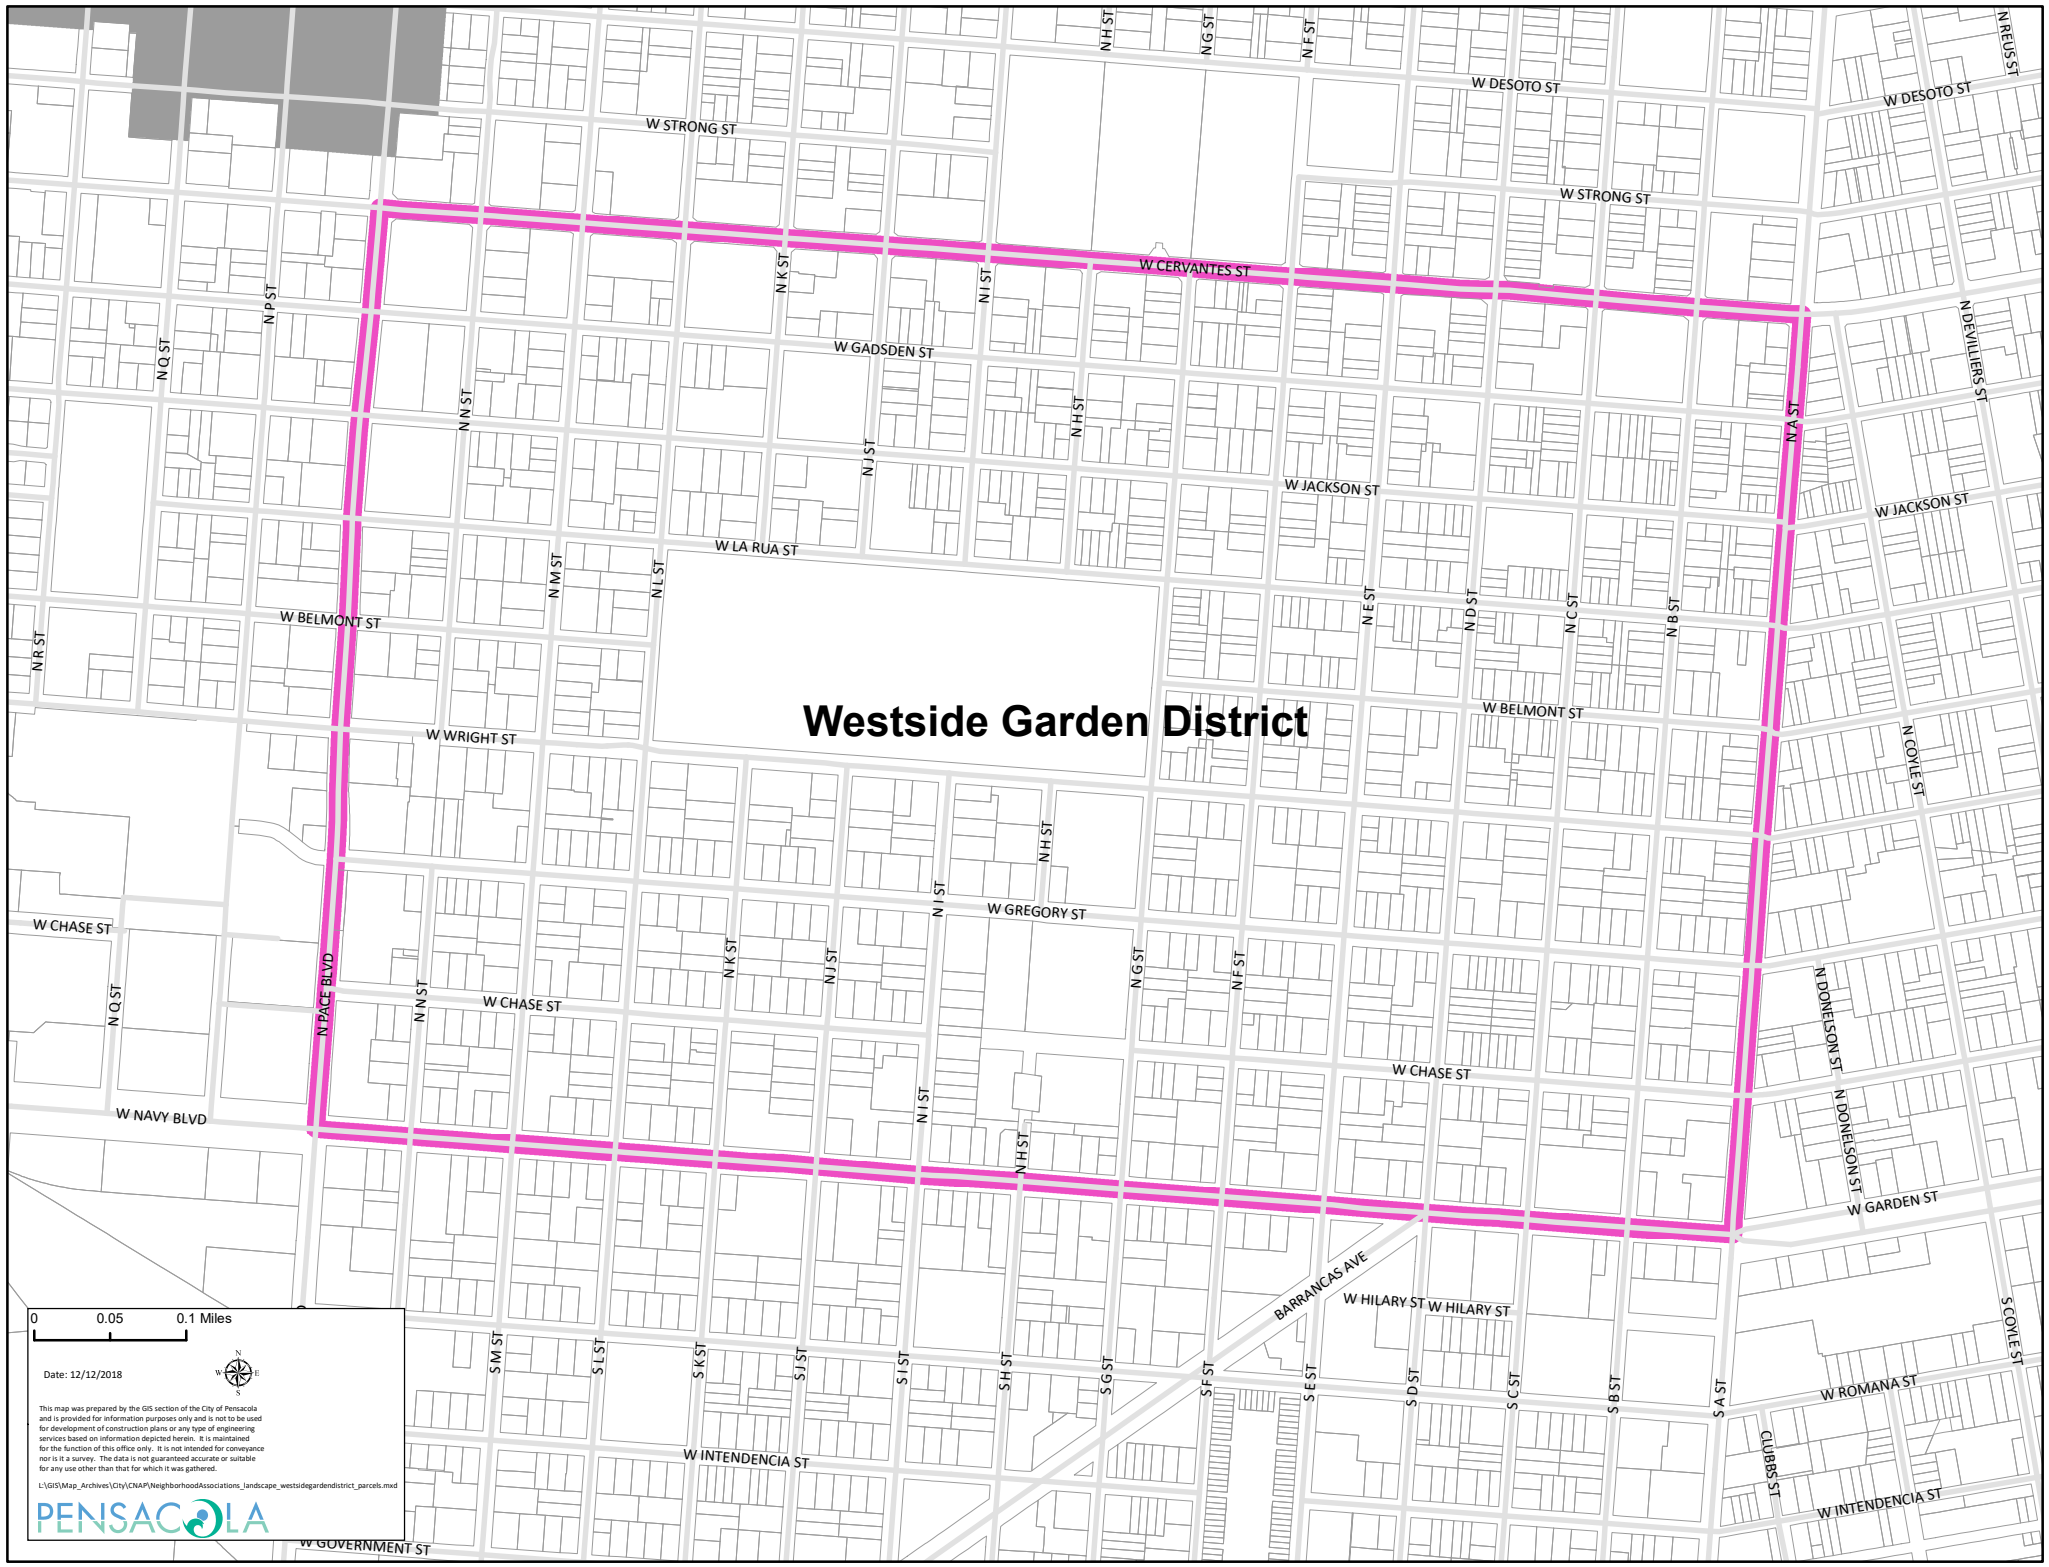 N H ST
N G ST
N F ST
N REUS ST
W DESOTO ST
W DESOTO ST
W STRONG ST
W STRONG ST
W CERVANTES ST
N K ST
N I ST
N P ST
N Q ST
N DEVILLIERS ST
W GADSDEN ST
N N ST
N H ST
N J ST
N A ST
W JACKSON ST
W JACKSON ST
W LA RUA ST
N M ST
N L ST
N E ST
N D ST
N C ST
N B ST
W BELMONT ST
N R ST
W BELMONT ST
Westside Garden District
W WRIGHT ST
N COYLE ST
N H ST
N I ST
W GREGORY ST
W CHASE ST
N K ST
N J ST
N G ST
N F ST
N PACE BLVD
N Q ST
N N ST
W CHASE ST
N DONELSON ST
W CHASE ST
N I ST
W NAVY BLVD
N DONELSON ST
N H ST
W GARDEN ST
BARRANCAS AVE
W HILARY ST
W HILARY ST
S COYLE ST
S M ST
S L ST
S K ST
S J ST
S I ST
S H ST
S G ST
S F ST
S E ST
S D ST
S C ST
S B ST
S A ST
W ROMANA ST
W INTENDENCIA ST
CLUBBS ST
W INTENDENCIA ST
W GOVERNMENT ST
0 0.05 0.1 Miles
Date: 12/12/2018
N
W E
S
This map was prepared by the GIS section of the City of Pensacola
and is provided for information purposes only and is not to be used
for development of construction plans or any type of engineering
services based on information depicted herein. It is maintained
for the function of this office only. It is not intended for conveyance
nor is it a survey. The data is not guaranteed accurate or suitable
for any use other than that for which it was gathered.
L:\GIS\Map_Archives\City\CNAP\NeighborhoodAssociations_landscape_westsidegardendistrict_parcels.mxd
PENSACOLA